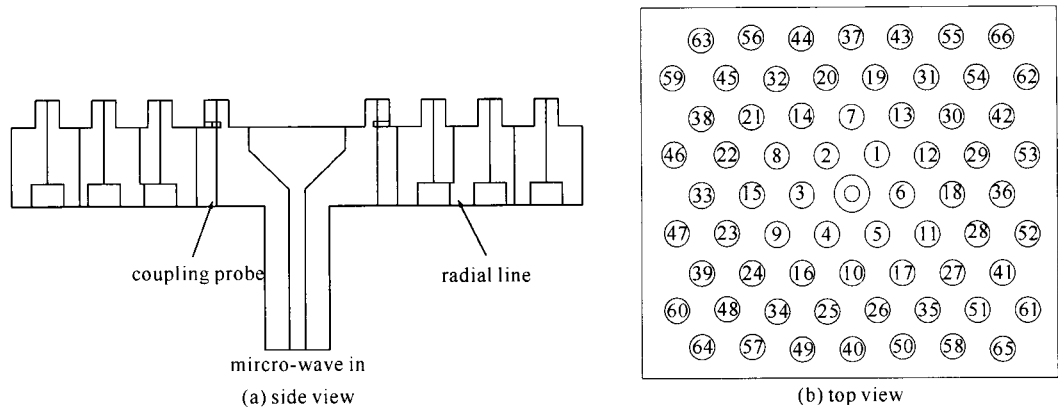 63 56 44 37 43 55 66
59 45 32 20 19 31 54 62
38 21 14 7 13 30 42
46 22 8 2 1 12 29 53
33 15 3 6 18 36
47 23 9 4 5 11 28 52
39 24 16 10 17 27 41
60 48 34 25 26 35 51 61
64 57 49 40 50 58 65
coupling probe
radial line
mircro-wave in
(a) side view
(b) top view